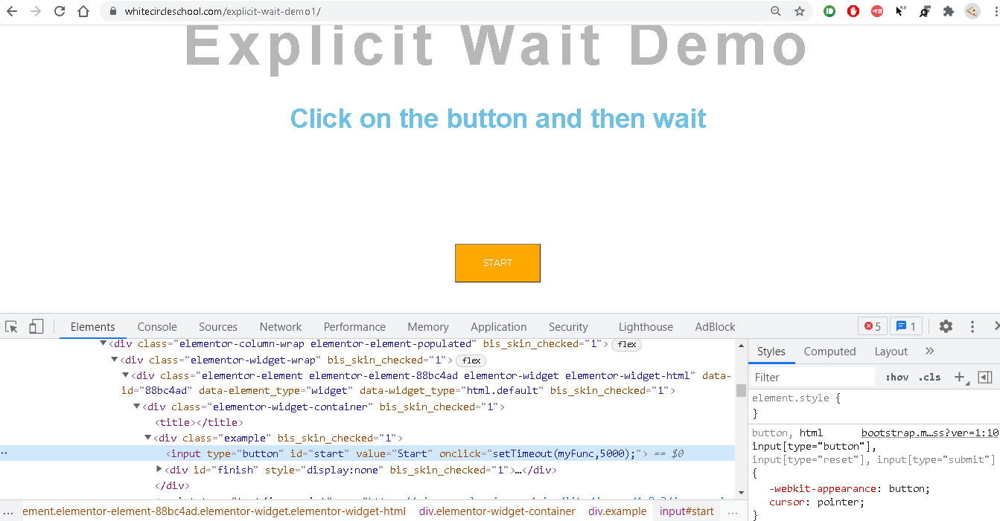 whitecircleschool.com/explicit-wait-demo1/
Explicit Wait Demo
Click on the button and then wait
START
Elements Console Sources Network Performance Memory Application Security Lighthouse AdBlock 5 1
<div class="elementor-column-wrap elementor-element-populated" bis_skin_checked="1"> flex
<div class="elementor-widget-wrap" bis_skin_checked="1"> flex
<div class="elementor-element elementor-element-88bc4ad elementor-widget elementor-widget-html" data-
id="88bc4ad" data-element_type="widget" data-widget_type="html.default" bis_skin_checked="1">
<div class="elementor-widget-container" bis_skin_checked="1">
<title></title>
<div class="example" bis_skin_checked="1">
<input type="button" id="start" value="Start" onclick="setTimeout(myFunc,5000);"> == $0
<div id="finish" style="display:none" bis_skin_checked="1">…</div>
</div>
... ement.elementor-element-88bc4ad.elementor-widget.elementor-widget-html div.elementor-widget-container div.example input#start ...
Styles Computed Layout
Filter :hov .cls
element.style {
}
button, html bootstrap.m…ss?ver=1:10
input[type="button"],
input[type="reset"], input[type="submit"]
{
-webkit-appearance: button;
cursor: pointer;
}